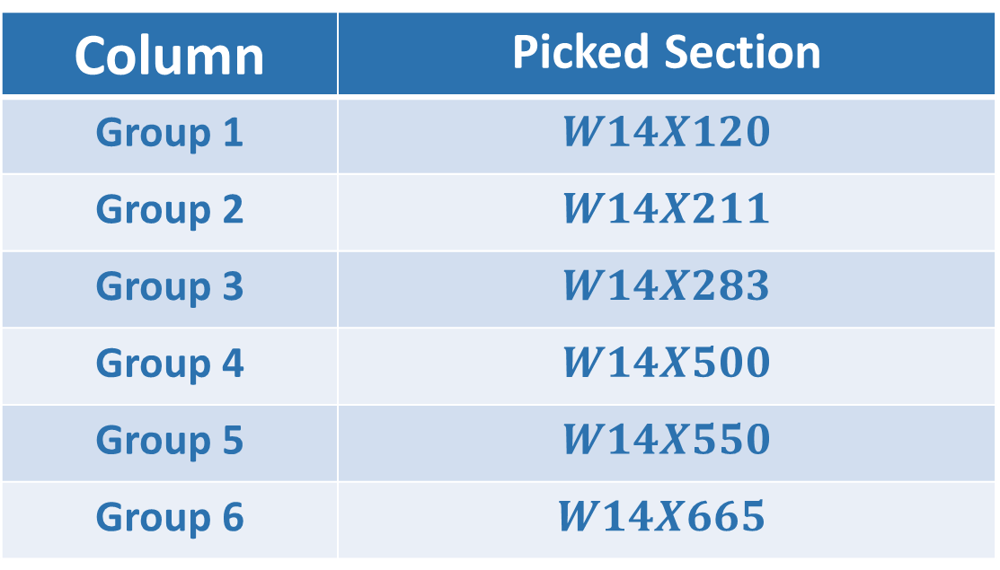 Column Picked Section
Group 1 W14X120
Group 2 W14X211
Group 3 W14X283
Group 4 W14X500
Group 5 W14X550
Group 6 W14X665